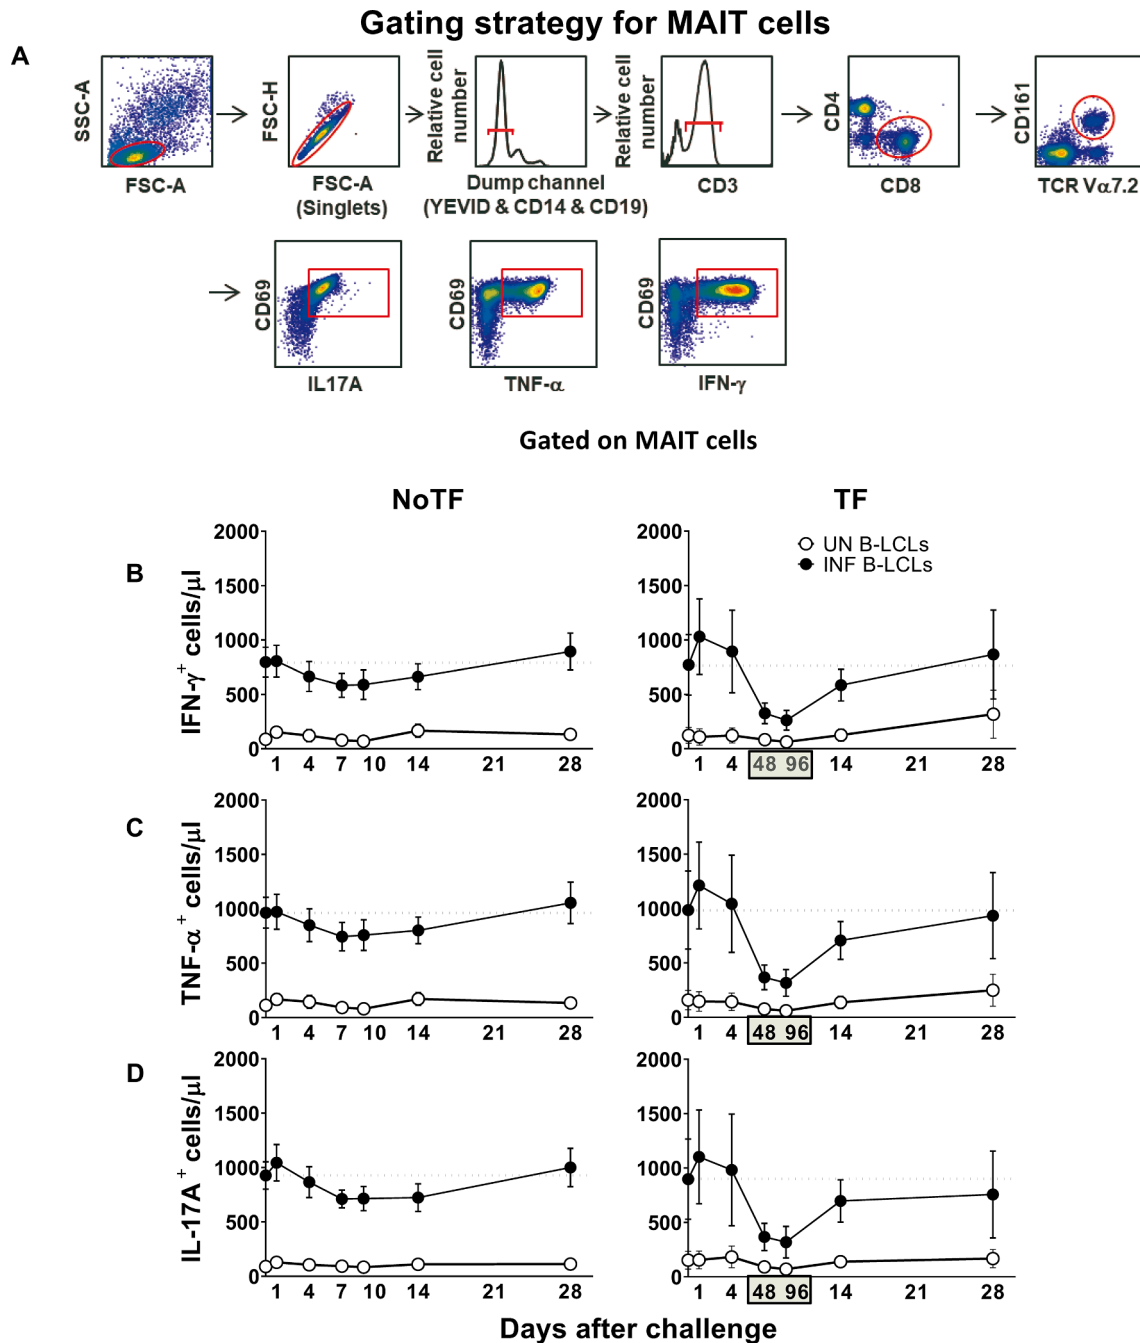 Gating strategy for MAIT cells
A
SSC-A
FSC-A
FSC-H
FSC-A
(Singlets)
Relative cell
number
Dump channel
(YEVID & CD14 & CD19)
Relative cell
number
CD3
CD4
CD8
CD161
TCR Vα7.2
CD69
IL17A
CD69
TNF-α
CD69
IFN-γ
Gated on MAIT cells
NoTF
TF
B
IFN-γ+ cells/µl
2000
1500
1000
500
0
1 4 7 10 14 21 28
2000
1500
1000
500
0
UN B-LCLs
INF B-LCLs
1 4 48 96 14 21 28
C
TNF-α+ cells/µl
2000
1500
1000
500
0
1 4 7 10 14 21 28
2000
1500
1000
500
0
1 4 48 96 14 21 28
D
IL-17A+ cells/µl
2000
1500
1000
500
0
1 4 7 10 14 21 28
2000
1500
1000
500
0
1 4 48 96 14 21 28
Days after challenge